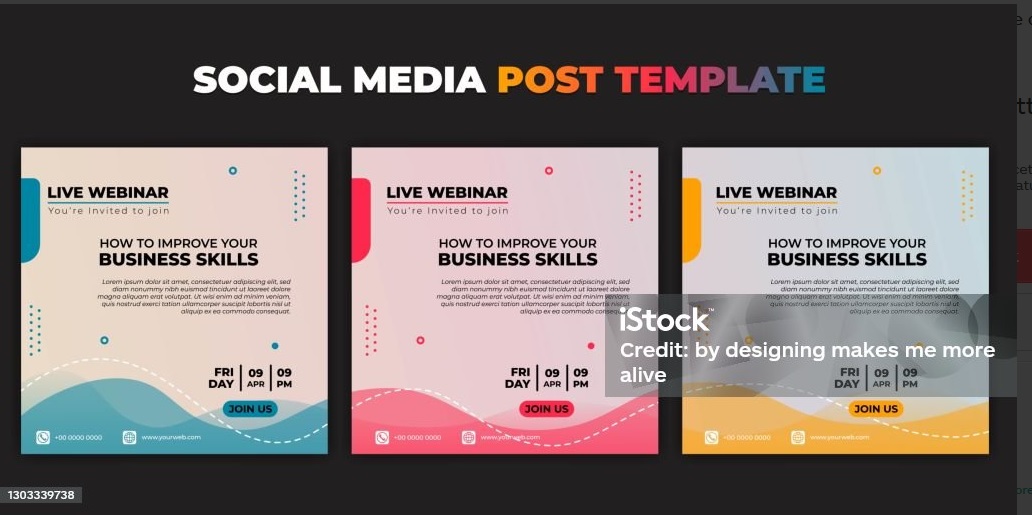 SOCIAL MEDIA POST TEMPLATE
LIVE WEBINAR
You're Invited to join
HOW TO IMPROVE YOUR
BUSINESS SKILLS
Lorem ipsum dolor sit amet, consectetuer adipiscing elit, sed
diam nonummy nibh euismod tincidunt ut laoreet dolore
magna aliquam erat volutpat. Ut wisi enim ad minim veniam,
quis nostrud exerci tation ullamcorper suscipit lobortis nisl ut
aliquip ex ea commodo consequat.
FRI
DAY
09
APR
09
PM
JOIN US
+00 0000 0000
www.yourweb.com
LIVE WEBINAR
You're Invited to join
HOW TO IMPROVE YOUR
BUSINESS SKILLS
Lorem ipsum dolor sit amet, consectetuer adipiscing elit, sed
diam nonummy nibh euismod tincidunt ut laoreet dolore
magna aliquam erat volutpat. Ut wisi enim ad minim veniam,
quis nostrud exerci tation ullamcorper suscipit lobortis nisl ut
aliquip ex ea commodo consequat.
FRI
DAY
09
APR
09
PM
JOIN US
+00 0000 0000
www.yourweb.com
LIVE WEBINAR
You're Invited to join
HOW TO IMPROVE YOUR
BUSINESS SKILLS
Lorem ipsum dolor sit amet, consectetuer adipiscing elit, sed
diam nonummy nibh euismod tincidunt ut laoreet dolore
magna aliquam erat volutpat. Ut wisi enim ad minim veniam,
quis nostrud exerci tation ullamcorper suscipit lobortis nisl ut
aliquip ex ea commodo consequat.
FRI
DAY
09
APR
09
PM
JOIN US
+00 0000 0000
www.yourweb.com
iStock™
Credit: by designing makes me more
alive
1303339738